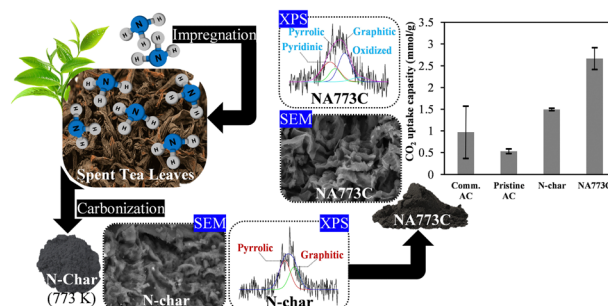 XPS
Pyrrolic
Graphitic
Pyridinic
Oxidized
NA773C
Impregnation
N
H
H
H
N
H
H
H
N
H
H
H
N
H
H
H
N
H
H
H
N
H
H
H
Spent Tea Leaves
Carbonization
N-Char
(773 K)
SEM
N-char
XPS
Pyrrolic
Graphitic
N-char
SEM
NA773C
NA773C
CO2 uptake capacity (mmol/g)
3.5
3
2.5
2
1.5
1
0.5
0
Comm.
AC
Pristine
AC
N-char
NA773C